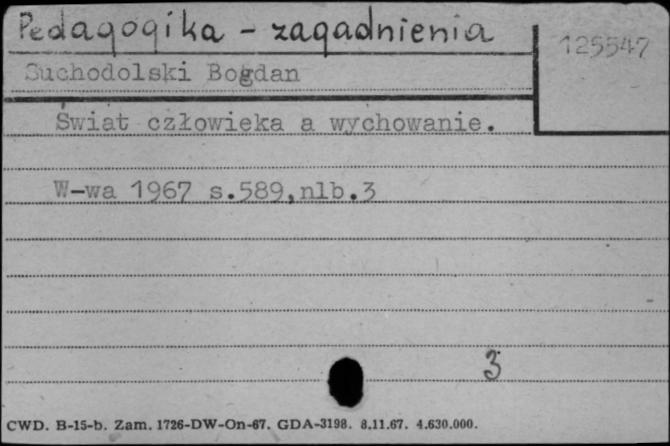 Pedagogika - zagadnienia
125547
Suchodolski Bogdan
Świat człowieka a wychowanie.
W-wa 1967 s.589,nlb.3
3
CWD. B-15-b. Zam. 1726-DW-On-67. GDA-3198. 8.11.67. 4.630.000.